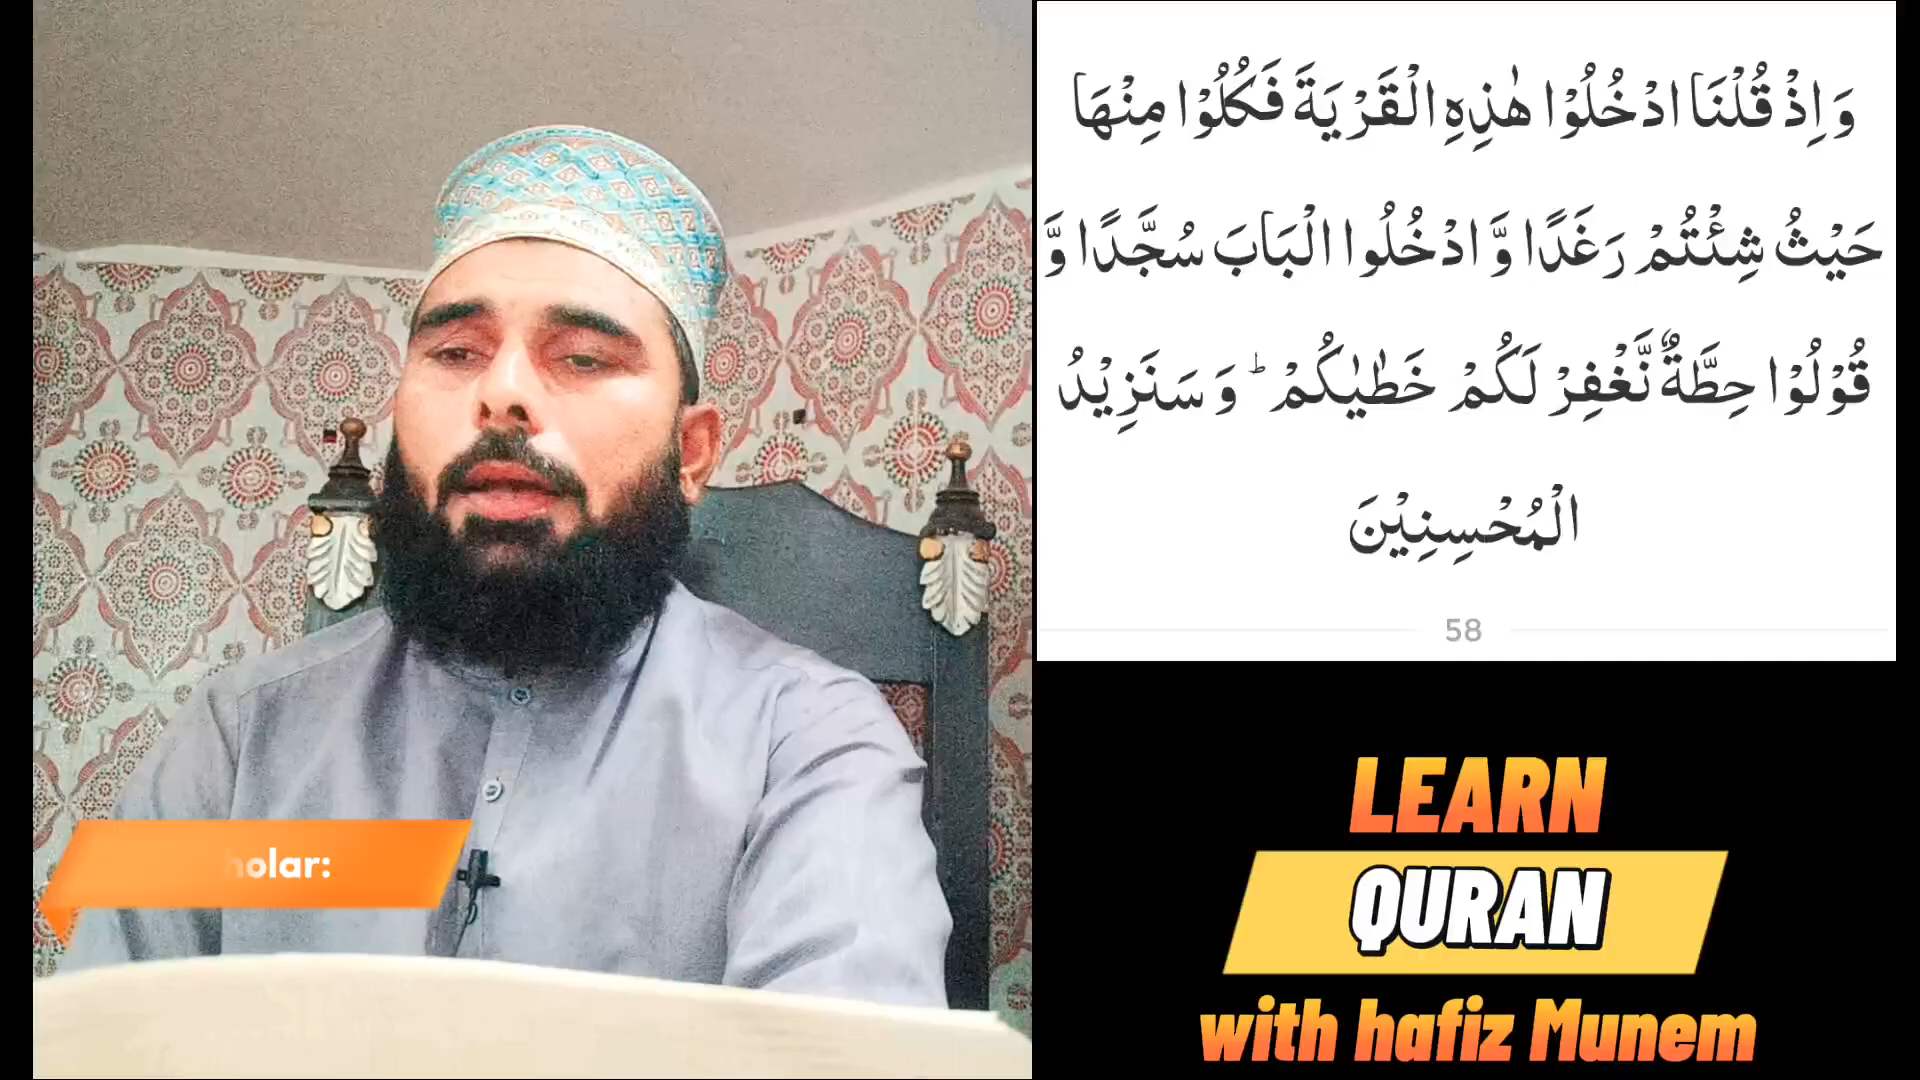 وَ اِذْ قُلْنَا ادْخُلُوْا هٰذِهِ الْقَرْيَةَ فَكُلُوْا مِنْهَا
حَيْثُ شِئْتُمْ رَغَدًا وَّ ادْخُلُوا الْبَابَ سُجَّدًا وَّ
قُوْلُوْا حِطَّةٌ نَّغْفِرْ لَكُمْ خَطٰيٰكُمْ ؕ وَ سَنَزِيْدُ
الْمُحْسِنِيْنَ
58
holar:
LEARN
QURAN
with hafiz Munem